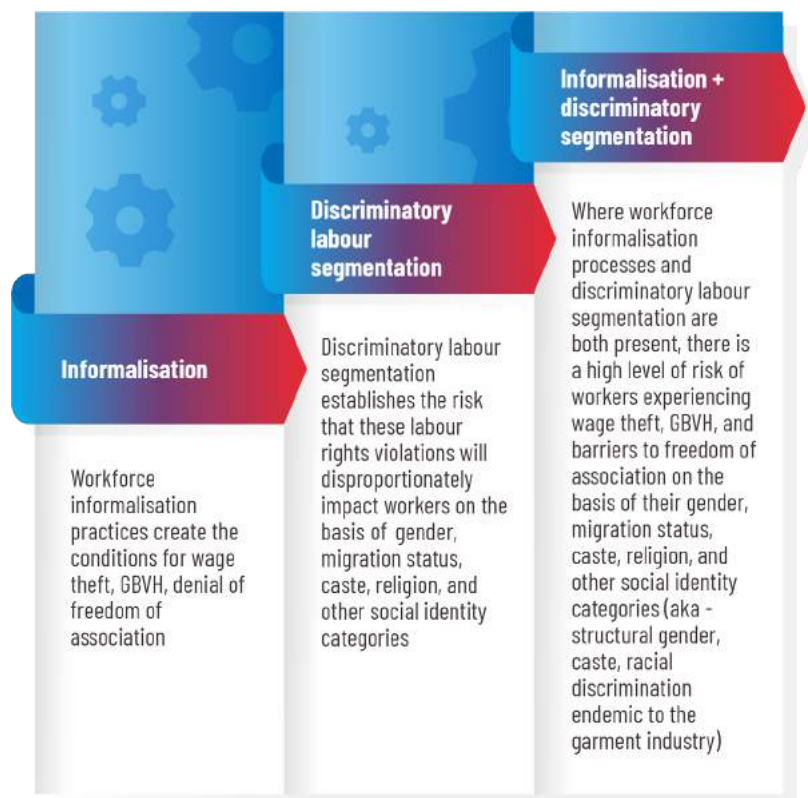 Informalisation
Workforce
informalisation
practices create the
conditions for wage
theft, GBVH, denial of
freedom of
association
Discriminatory
labour
segmentation
Discriminatory labour
segmentation
establishes the risk
that these labour
rights violations will
disproportionately
impact workers on the
basis of gender,
migration status,
caste, religion, and
other social identity
categories
Informalisation +
discriminatory
segmentation
Where workforce
informalisation
processes and
discriminatory labour
segmentation are
both present, there is
a high level of risk of
workers experiencing
wage theft, GBVH, and
barriers to freedom of
association on the
basis of their gender,
migration status,
caste, religion, and
other social identity
categories (aka -
structural gender,
caste, racial
discrimination
endemic to the
garment industry)